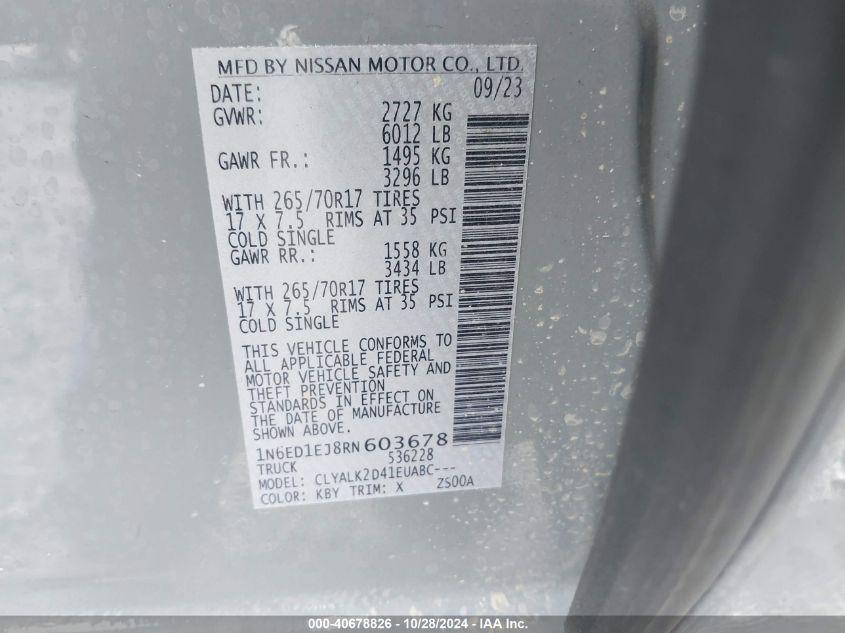 MFD BY NISSAN MOTOR CO., LTD.
DATE: 09/23
GVWR: 2727 KG
6012 LB
GAWR FR.: 1495 KG
3296 LB
WITH 265/70R17 TIRES
17 X 7.5 RIMS AT 35 PSI
COLD SINGLE
GAWR RR.: 1558 KG
3434 LB
WITH 265/70R17 TIRES
17 X 7.5 RIMS AT 35 PSI
COLD SINGLE
THIS VEHICLE CONFORMS TO
ALL APPLICABLE FEDERAL
MOTOR VEHICLE SAFETY AND
THEFT PREVENTION
STANDARDS IN EFFECT ON
THE DATE OF MANUFACTURE
SHOWN ABOVE.
1N6ED1EJ8RN603678
TRUCK 536228
MODEL: CLYALK2D41EUABC---
COLOR: KBY TRIM: X ZS00A
000-40678826 - 10/28/2024 - IAA Inc.